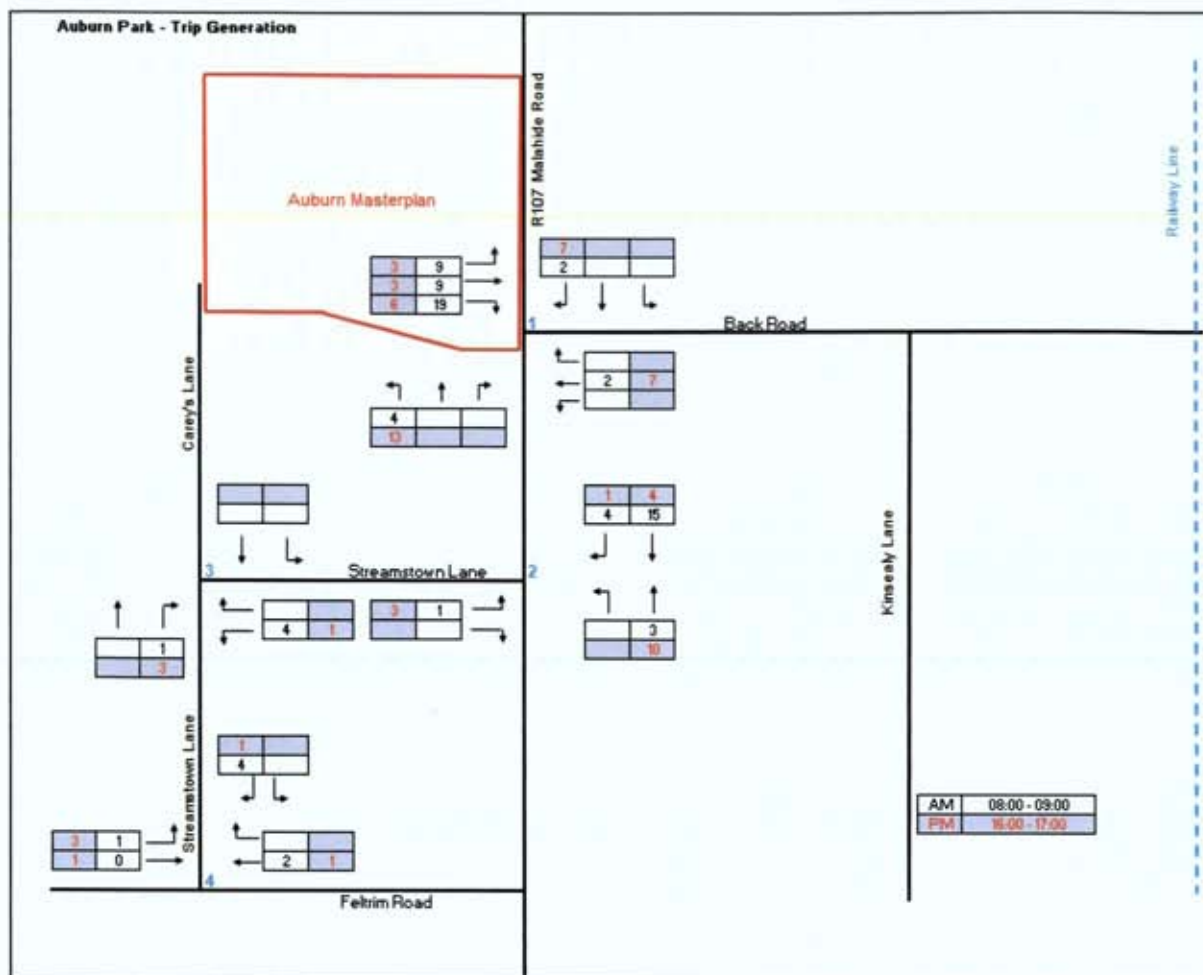 Auburn Park - Trip Generation
R107 Malahide Road
Railway Line
Auburn Masterplan
7
2
3 9
3 9
6 19
1
Back Road
2 7
Carey's Lane
4
13
1 4
4 15
Kinsealy Lane
3
Streamstown Lane
2
4 1
3 1
3
10
1
3
Streamstown Lane
1
4
AM 08:00 - 09:00
PM 16:00 - 17:00
3 1
1 0
2 1
4
Feltrim Road